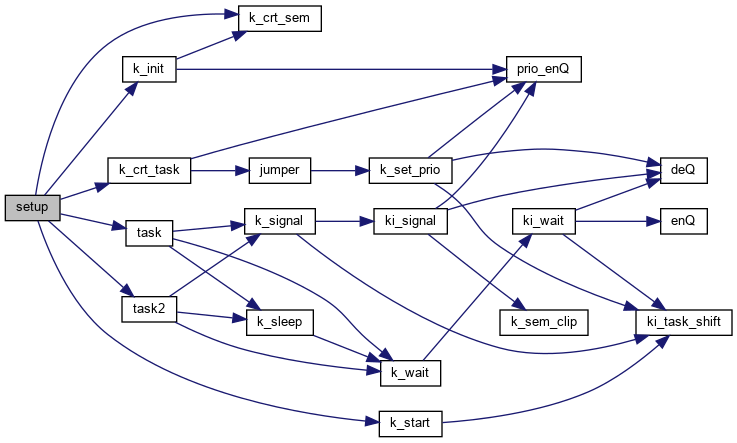 k_crt_sem
k_init
prio_enQ
k_crt_task
jumper
k_set_prio
deQ
setup
task
k_signal
ki_signal
ki_wait
enQ
task2
k_sleep
k_sem_clip
ki_task_shift
k_wait
k_start